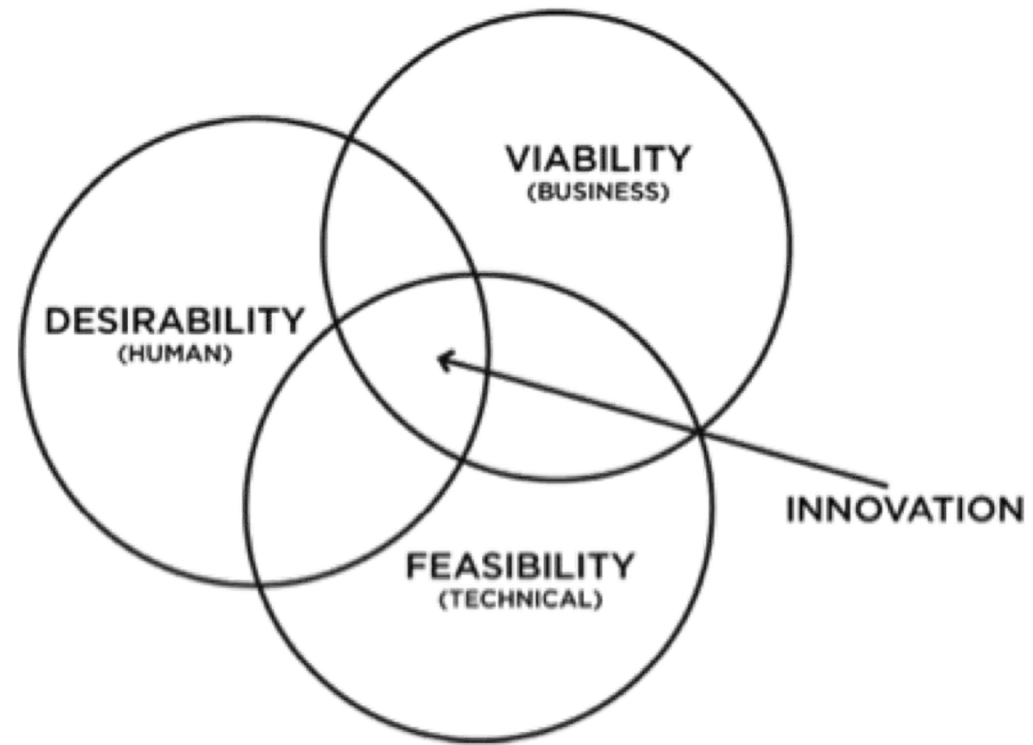 VIABILITY
(BUSINESS)
DESIRABILITY
(HUMAN)
INNOVATION
FEASIBILITY
(TECHNICAL)